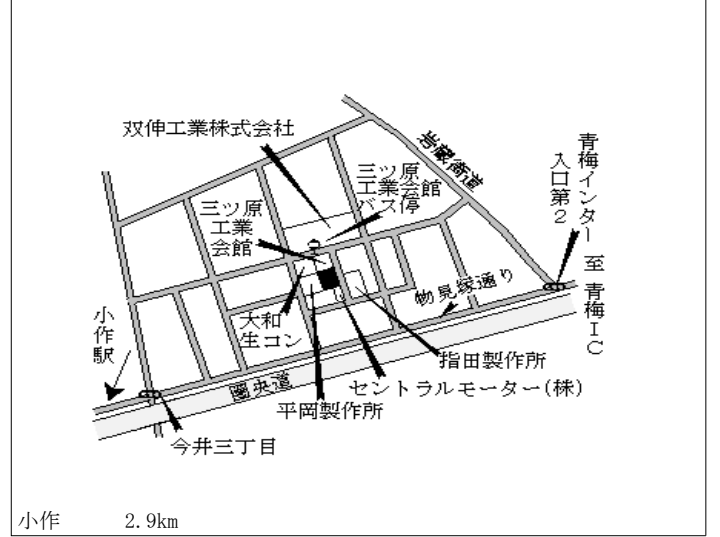 双伸工業株式会社
岩蔵街道
青梅インター
入口第2
三ツ原
工業会館
バス停
三ツ原
工業
会館
至
青梅IC
物見塚通り
小作駅
大和
生コン
指田製作所
圏央道
セントラルモーター(株)
平岡製作所
今井三丁目
小作 2.9km